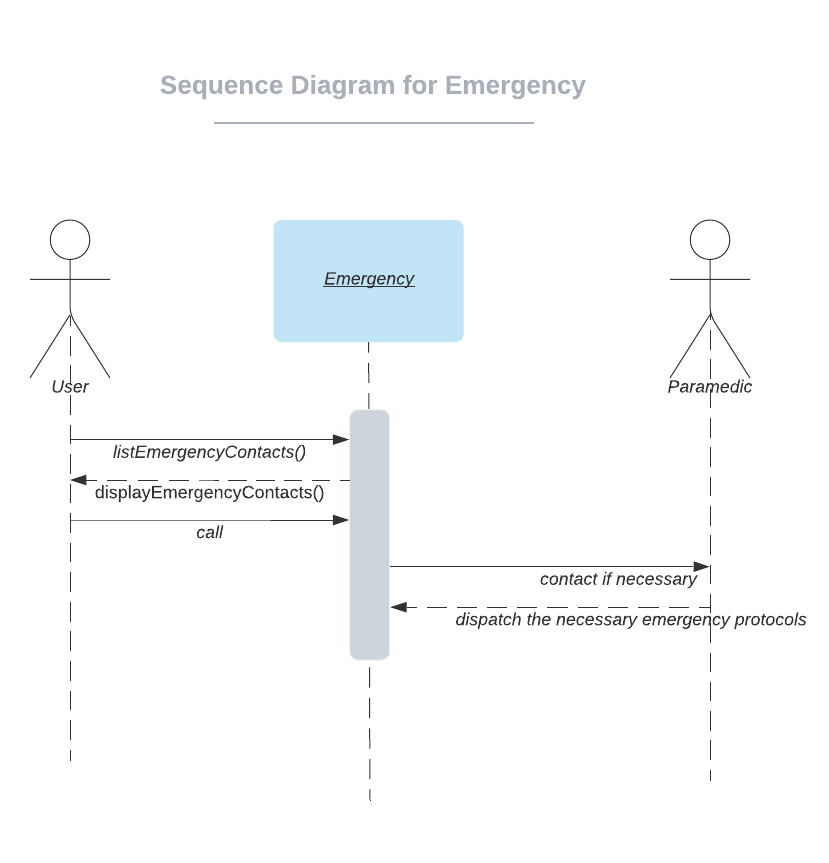 Sequence Diagram for Emergency
Emergency
User
Paramedic
listEmergencyContacts()
displayEmergencyContacts()
call
contact if necessary
dispatch the necessary emergency protocols